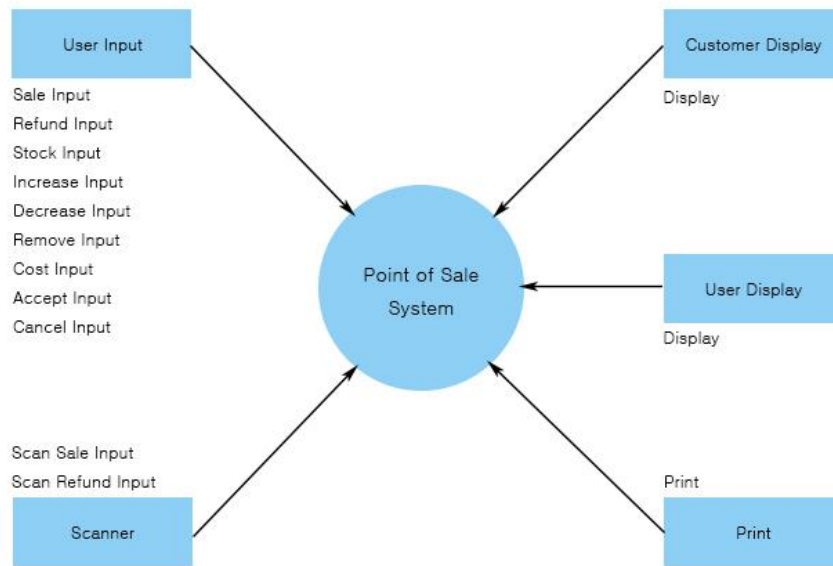 User Input
Sale Input
Refund Input
Stock Input
Increase Input
Decrease Input
Remove Input
Cost Input
Accept Input
Cancel Input
Customer Display
Display
Point of Sale
System
User Display
Display
Scan Sale Input
Scan Refund Input
Scanner
Print
Print